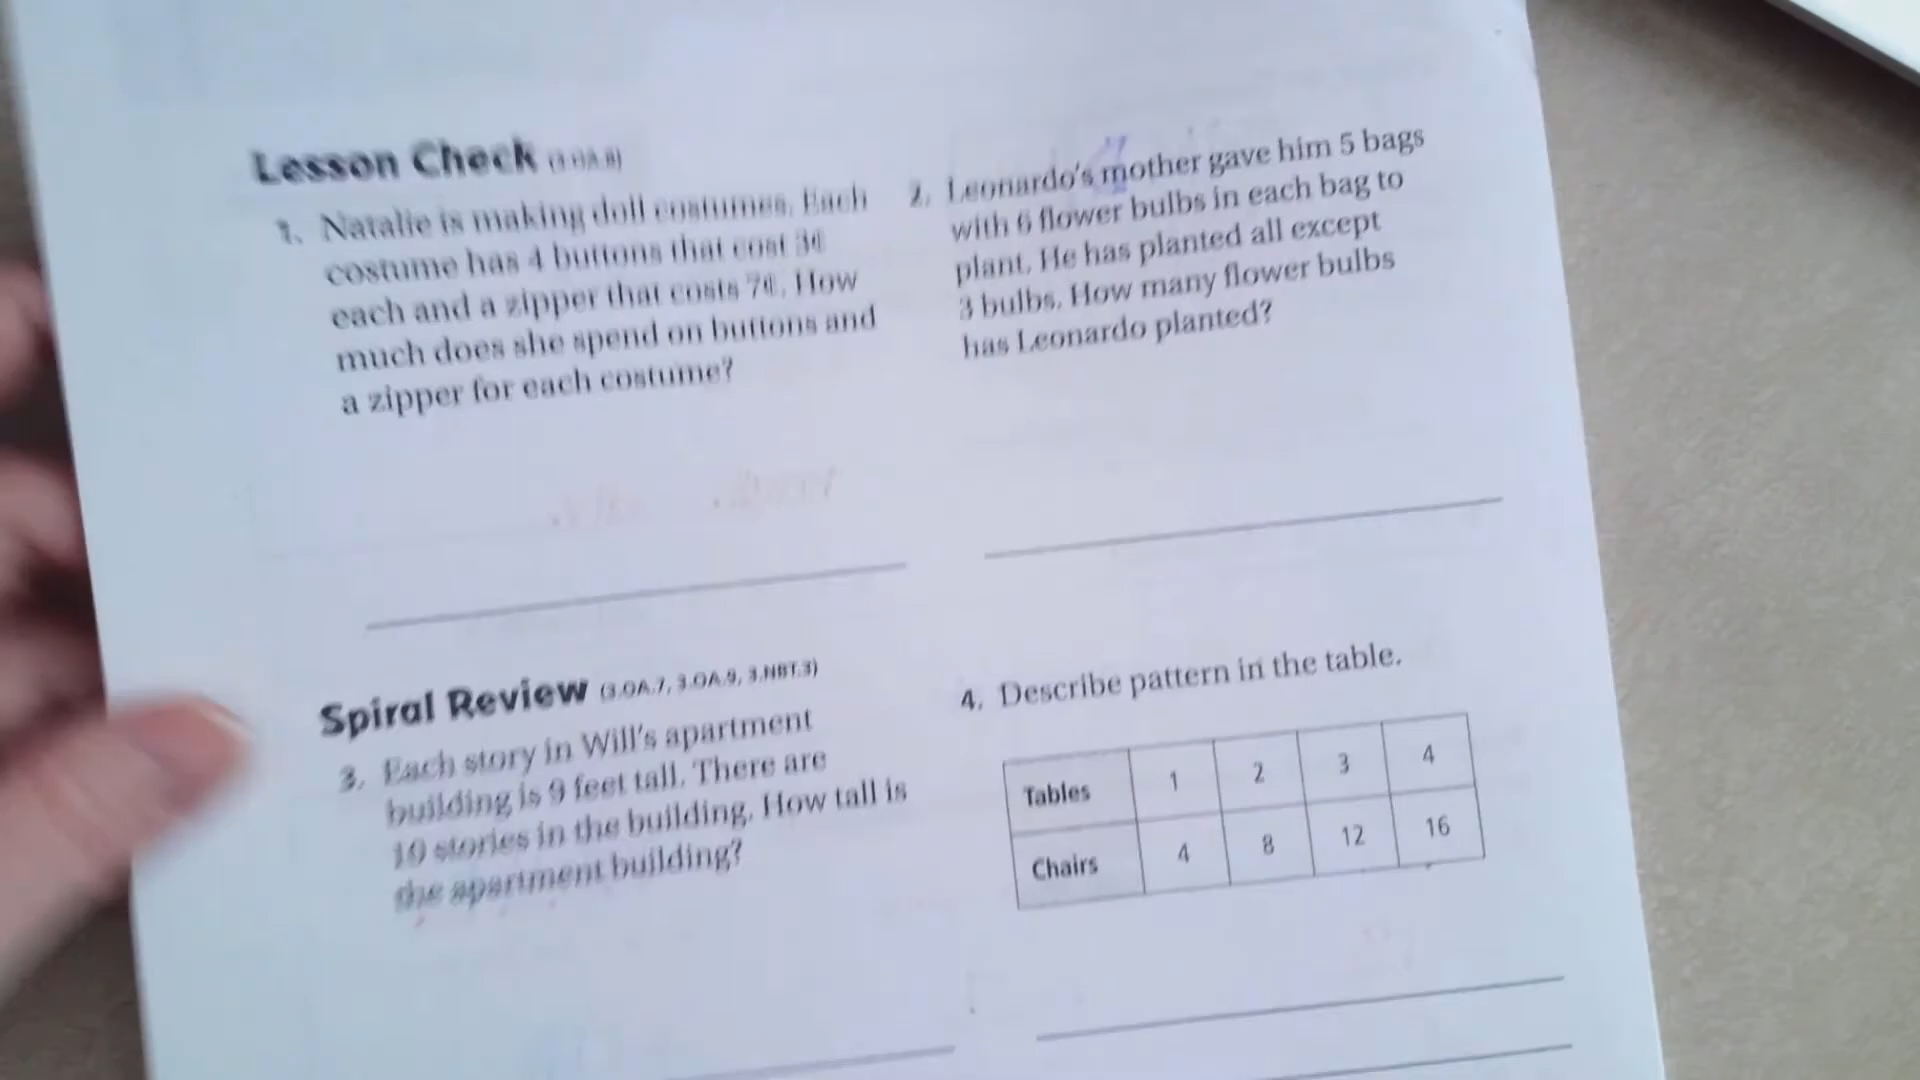 Lesson Check (3.OA.8)
1. Natalie is making doll costumes. Each
costume has 4 buttons that cost 3¢
each and a zipper that costs 7¢. How
much does she spend on buttons and
a zipper for each costume?
2. Leonardo's mother gave him 5 bags
with 6 flower bulbs in each bag to
plant. He has planted all except
3 bulbs. How many flower bulbs
has Leonardo planted?
Spiral Review (3.OA.7, 3.OA.9, 3.NBT.3)
3. Each story in Will's apartment
building is 9 feet tall. There are
10 stories in the building. How tall is
the apartment building?
4. Describe pattern in the table.
Tables 1 2 3 4
Chairs 4 8 12 16